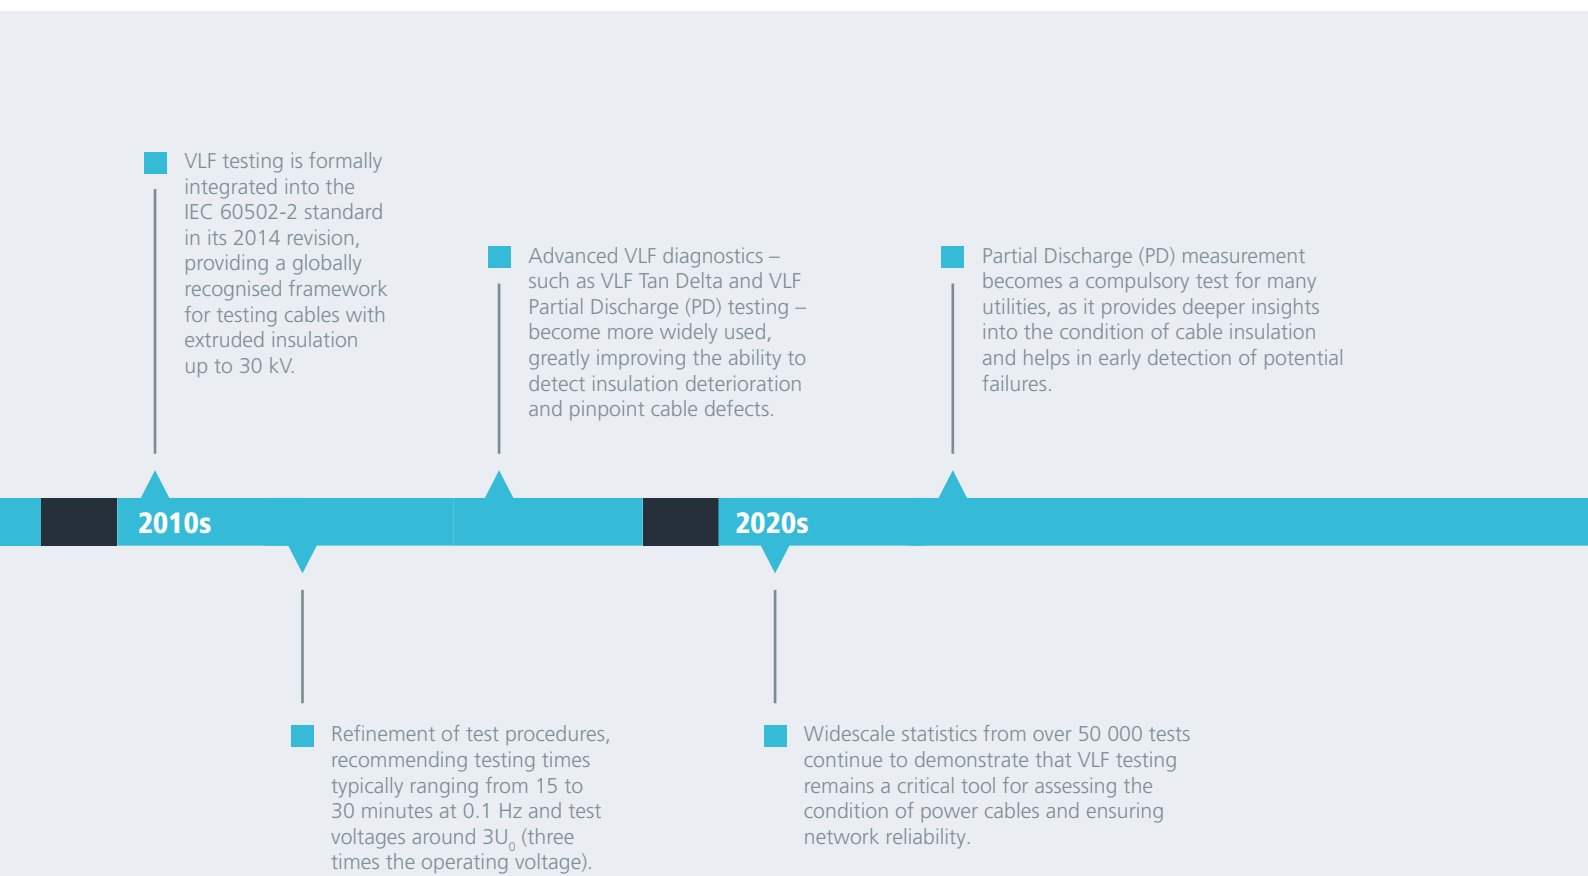 VLF testing is formally
integrated into the
IEC 60502-2 standard
in its 2014 revision,
providing a globally
recognised framework
for testing cables with
extruded insulation
up to 30 kV.
Advanced VLF diagnostics –
such as VLF Tan Delta and VLF
Partial Discharge (PD) testing –
become more widely used,
greatly improving the ability to
detect insulation deterioration
and pinpoint cable defects.
Partial Discharge (PD) measurement
becomes a compulsory test for many
utilities, as it provides deeper insights
into the condition of cable insulation
and helps in early detection of potential
failures.
2010s
2020s
Refinement of test procedures,
recommending testing times
typically ranging from 15 to
30 minutes at 0.1 Hz and test
voltages around 3U₀ (three
times the operating voltage).
Widescale statistics from over 50 000 tests
continue to demonstrate that VLF testing
remains a critical tool for assessing the
condition of power cables and ensuring
network reliability.